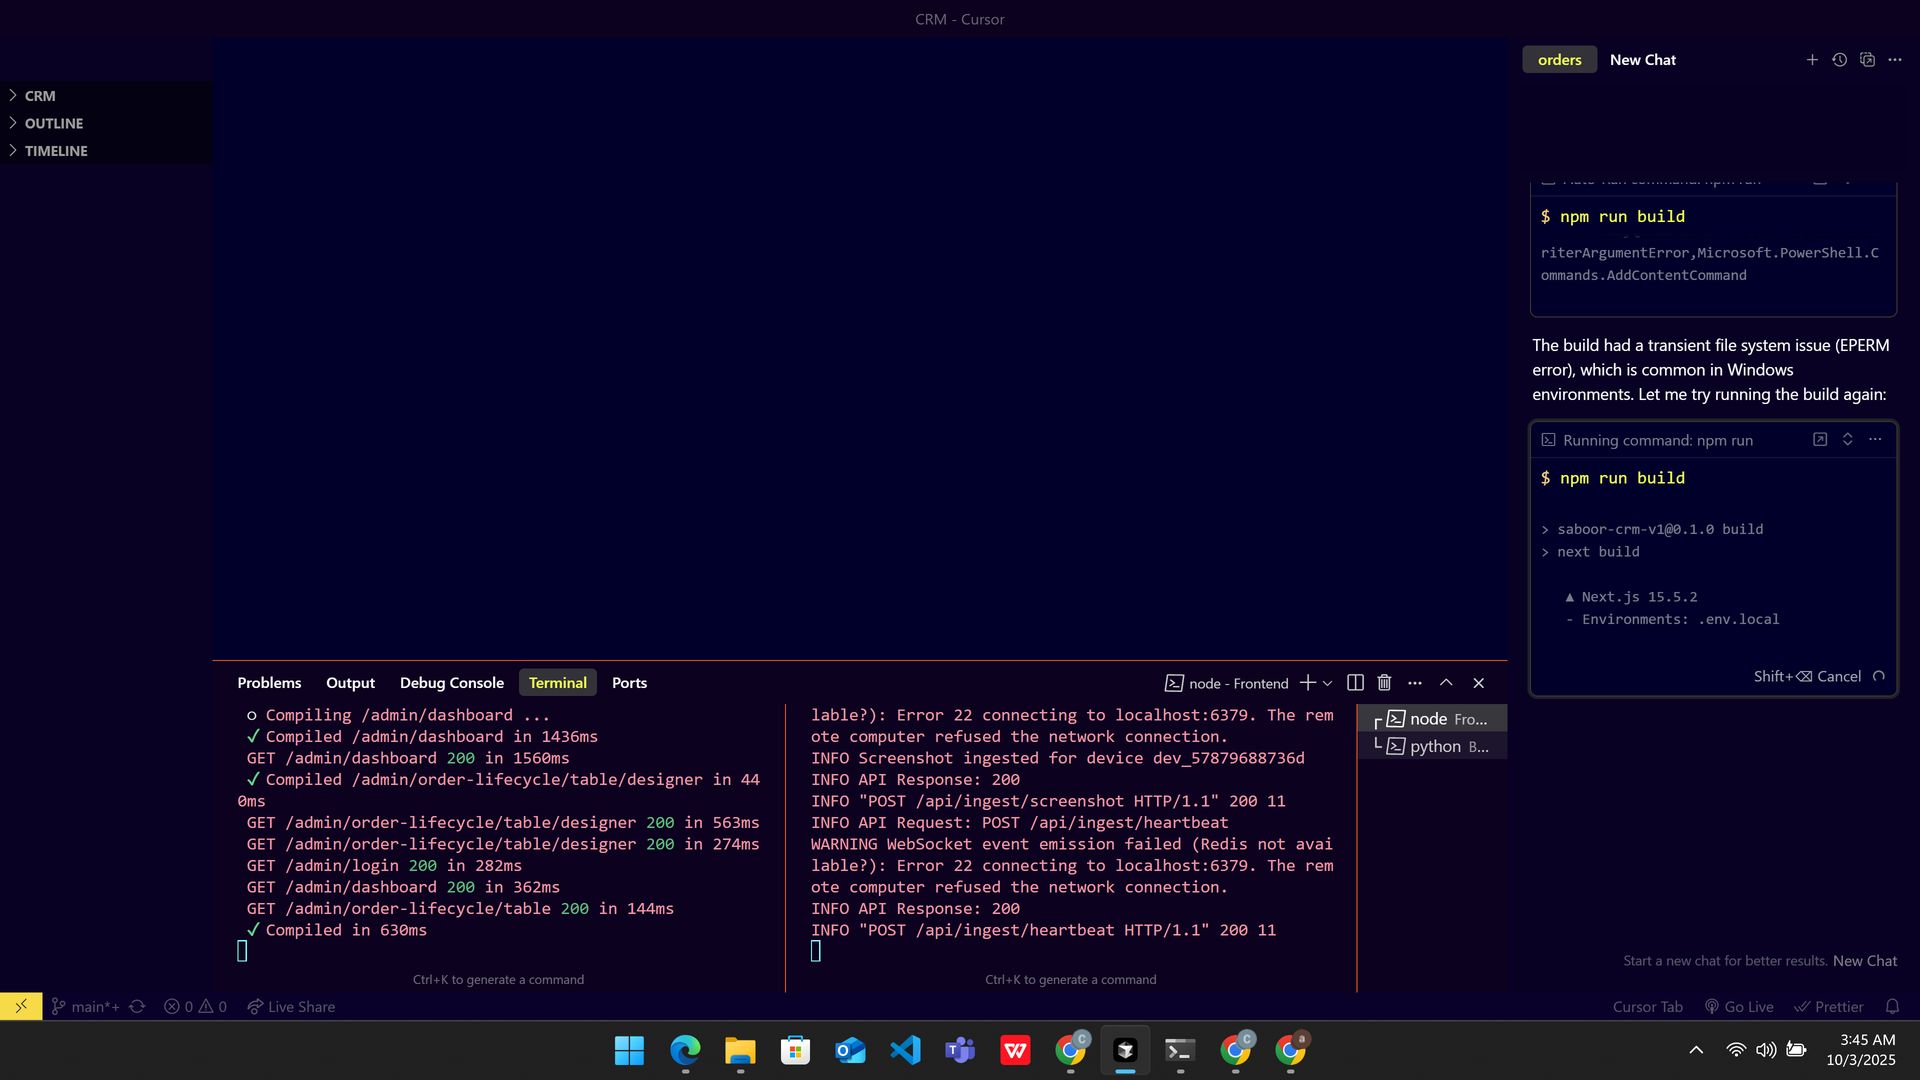 CRM - Cursor
CRM
OUTLINE
TIMELINE
orders
New Chat
$ npm run build
riterArgumentError,Microsoft.PowerShell.C
ommands.AddContentCommand
The build had a transient file system issue (EPERM
error), which is common in Windows
environments. Let me try running the build again:
Running command: npm run
$ npm run build
> saboor-crm-v1@0.1.0 build
> next build
▲ Next.js 15.5.2
- Environments: .env.local
Shift+⌫ Cancel
Start a new chat for better results. New Chat
Problems
Output
Debug Console
Terminal
Ports
node - Frontend
○ Compiling /admin/dashboard ...
✓ Compiled /admin/dashboard in 1436ms
GET /admin/dashboard 200 in 1560ms
✓ Compiled /admin/order-lifecycle/table/designer in 44
0ms
GET /admin/order-lifecycle/table/designer 200 in 563ms
GET /admin/order-lifecycle/table/designer 200 in 274ms
GET /admin/login 200 in 282ms
GET /admin/dashboard 200 in 362ms
GET /admin/order-lifecycle/table 200 in 144ms
✓ Compiled in 630ms
Ctrl+K to generate a command
lable?): Error 22 connecting to localhost:6379. The rem
ote computer refused the network connection.
INFO Screenshot ingested for device dev_57879688736d
INFO API Response: 200
INFO "POST /api/ingest/screenshot HTTP/1.1" 200 11
INFO API Request: POST /api/ingest/heartbeat
WARNING WebSocket event emission failed (Redis not avai
lable?): Error 22 connecting to localhost:6379. The rem
ote computer refused the network connection.
INFO API Response: 200
INFO "POST /api/ingest/heartbeat HTTP/1.1" 200 11
Ctrl+K to generate a command
node Fro...
python B...
main*+
0
0
Live Share
Cursor Tab
Go Live
Prettier
3:45 AM
10/3/2025